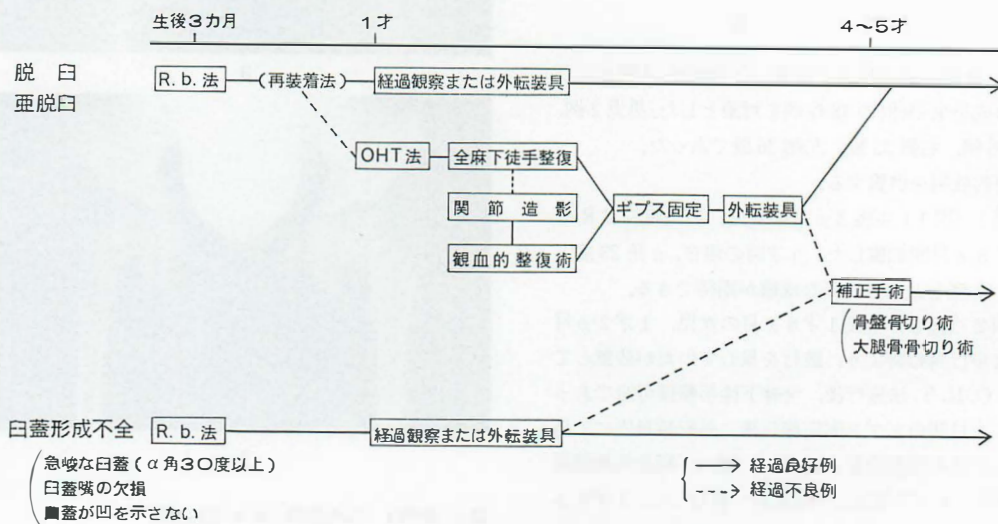 生後3カ月 1才 4~5才
脱臼
亜脱臼
R.b.法 (再装着法) 経過観察または外転装具
OHT法 全麻下徒手整復
関節造影 ギプス固定 外転装具
観血的整復術
補正手術
骨盤骨切り術
大腿骨骨切り術
臼蓋形成不全 R.b.法 経過観察または外転装具
急峻な臼蓋(α角30度以上)
臼蓋嘴の欠損
蓋が凹を示さない
→ 経過良好例
⇢ 経過不良例